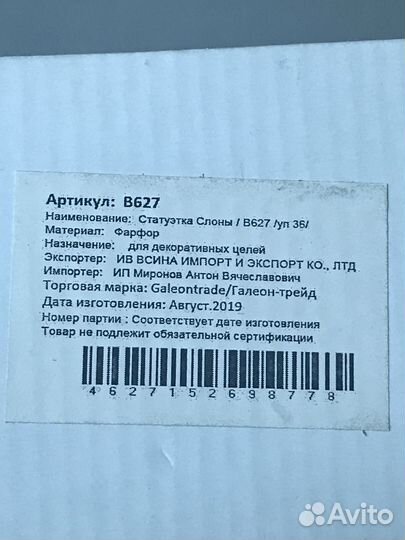 Артикул: B627
Наименование: Статуэтка Слоны / B627 /уп 36/
Материал: Фарфор
Назначение: для декоративных целей
Экспортер: ИВ ВСИНА ИМПОРТ И ЭКСПОРТ КО., ЛТД
Импортер: ИП Миронов Антон Вячеславович
Торговая марка: Galeontrade/Галеон-трейд
Дата изготовления: Август.2019
Номер партии : Соответствует дате изготовления
Товар не подлежит обязательной сертификации
4627152698778
Avito